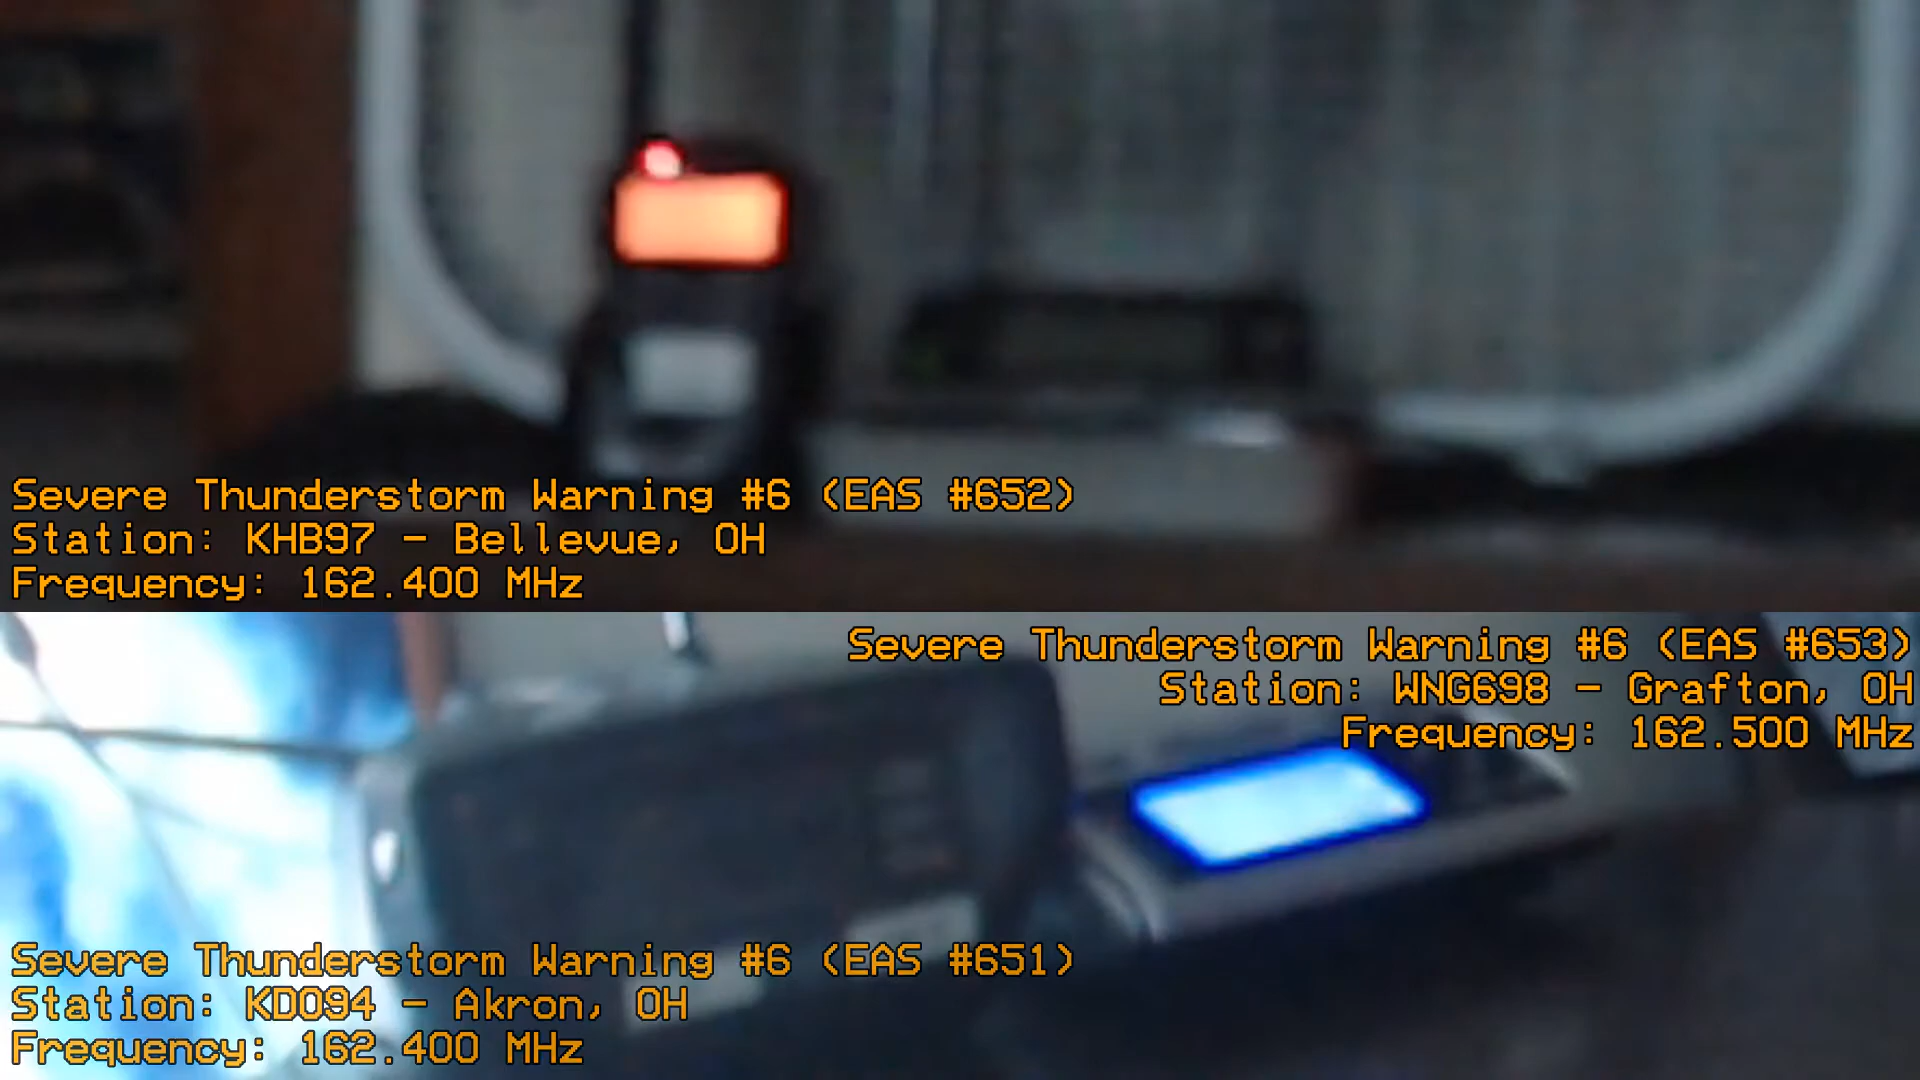 Severe Thunderstorm Warning #6 (EAS #652)
Station: KHB97 - Bellevue, OH
Frequency: 162.400 MHz
Severe Thunderstorm Warning #6 (EAS #653)
Station: WNG698 - Grafton, OH
Frequency: 162.500 MHz
Severe Thunderstorm Warning #6 (EAS #651)
Station: KDO94 - Akron, OH
Frequency: 162.400 MHz